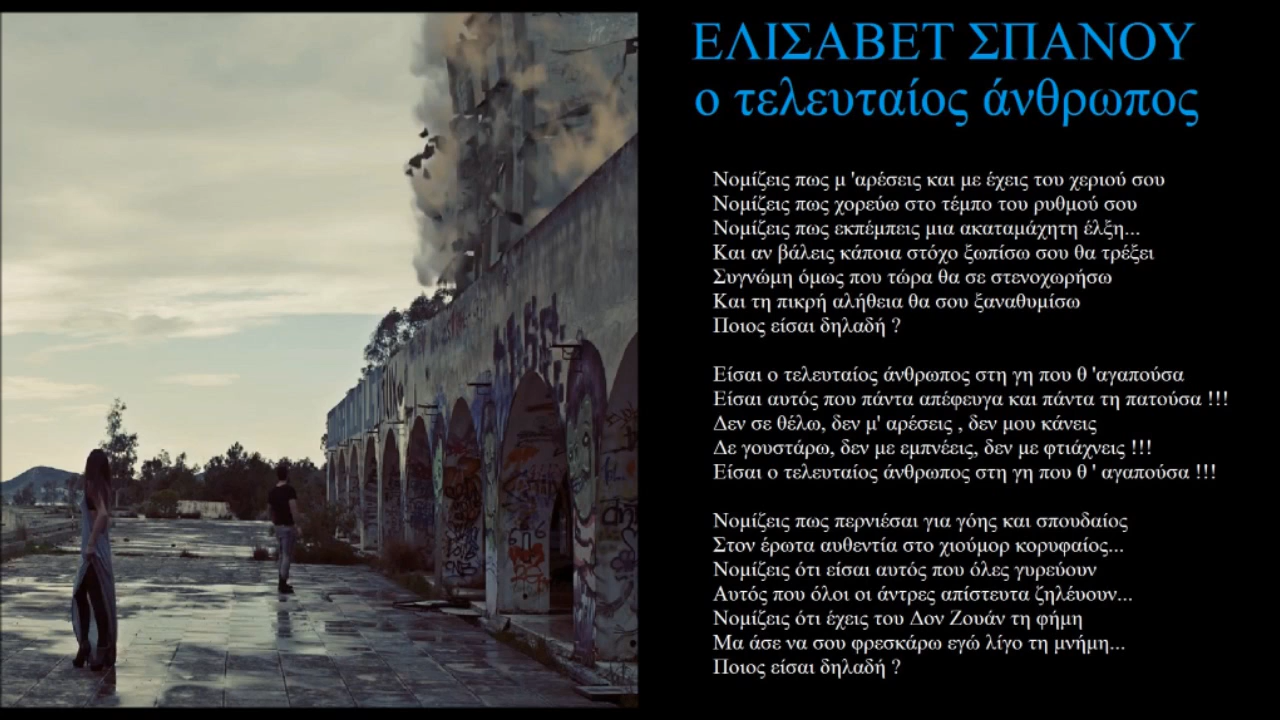 ΕΛΙΣΑΒΕΤ ΣΠΑΝΟΥ
ο τελευταίος άνθρωπος
Νομίζεις πως μ 'αρέσεις και με έχεις του χεριού σου
Νομίζεις πως χορεύω στο τέμπο του ρυθμού σου
Νομίζεις πως εκπέμπεις μια ακαταμάχητη έλξη...
Και αν βάλεις κάποια στόχο ξωπίσω σου θα τρέξει
Συγνώμη όμως που τώρα θα σε στενοχωρήσω
Και τη πικρή αλήθεια θα σου ξαναθυμίσω
Ποιος είσαι δηλαδή ?
Είσαι ο τελευταίος άνθρωπος στη γη που θ 'αγαπούσα
Είσαι αυτός που πάντα απέφευγα και πάντα τη πατούσα !!!
Δεν σε θέλω, δεν μ' αρέσεις , δεν μου κάνεις
Δε γουστάρω, δεν με εμπνέεις, δεν με φτιάχνεις !!!
Είσαι ο τελευταίος άνθρωπος στη γη που θ ' αγαπούσα !!!
Νομίζεις πως περνιέσαι για γόης και σπουδαίος
Στον έρωτα αυθεντία στο χιούμορ κορυφαίος...
Νομίζεις ότι είσαι αυτός που όλες γυρεύουν
Αυτός που όλοι οι άντρες απίστευτα ζηλέυουν...
Νομίζεις ότι έχεις του Δον Ζουάν τη φήμη
Μα άσε να σου φρεσκάρω εγώ λίγο τη μνήμη...
Ποιος είσαι δηλαδή ?